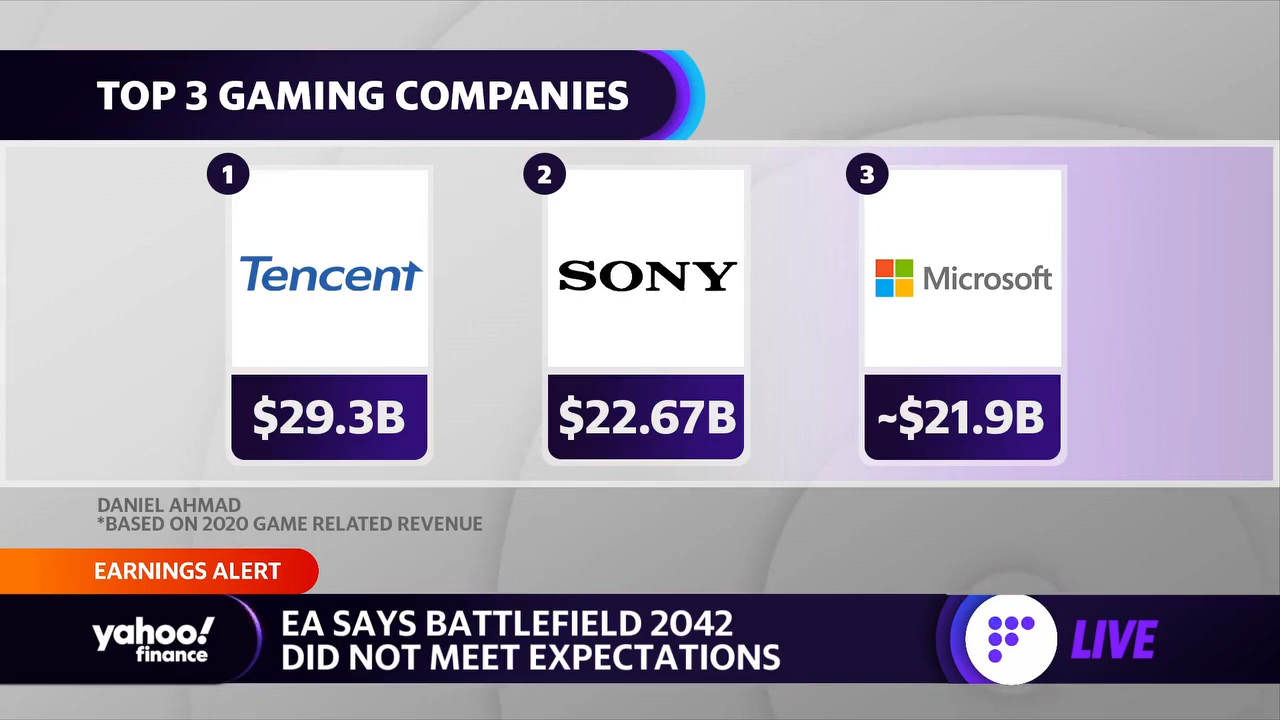 TOP 3 GAMING COMPANIES
1
2
3
Tencent
SONY
Microsoft
$29.3B
$22.67B
~$21.9B
DANIEL AHMAD
*BASED ON 2020 GAME RELATED REVENUE
EARNINGS ALERT
yahoo!
finance
EA SAYS BATTLEFIELD 2042
DID NOT MEET EXPECTATIONS
LIVE